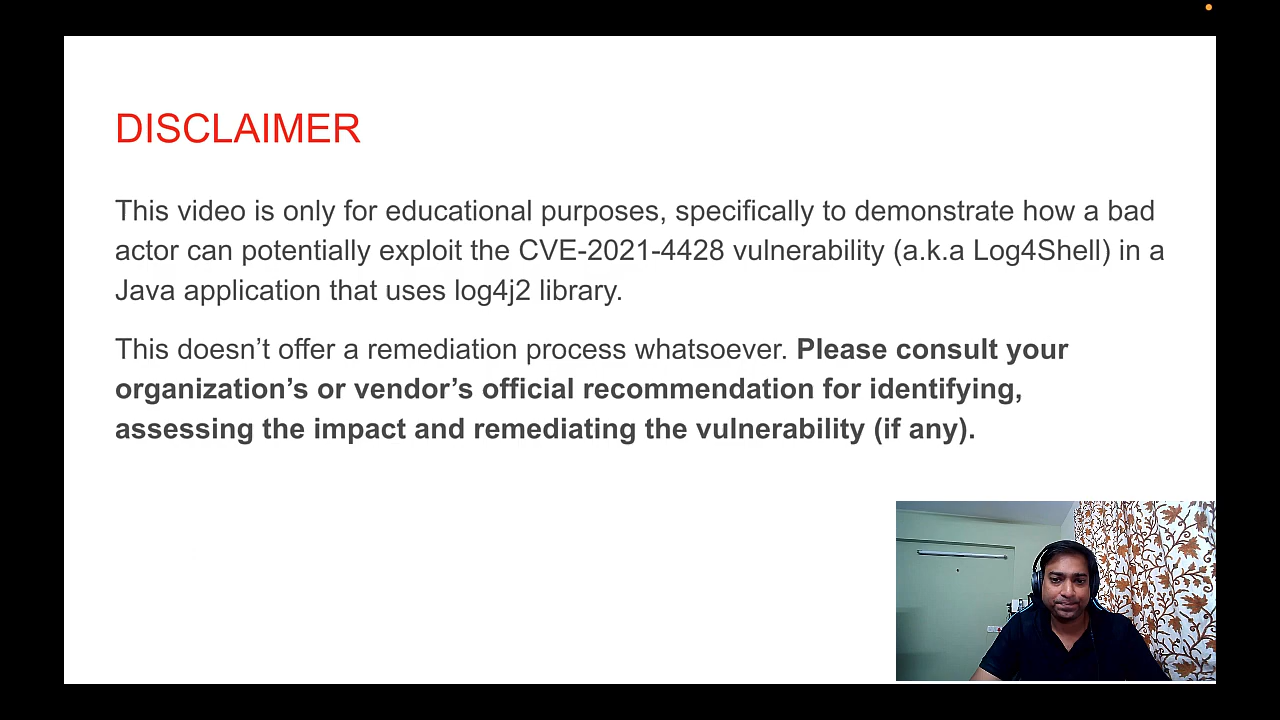 DISCLAIMER
This video is only for educational purposes, specifically to demonstrate how a bad
actor can potentially exploit the CVE-2021-4428 vulnerability (a.k.a Log4Shell) in a
Java application that uses log4j2 library.
This doesn’t offer a remediation process whatsoever. Please consult your
organization’s or vendor’s official recommendation for identifying,
assessing the impact and remediating the vulnerability (if any).